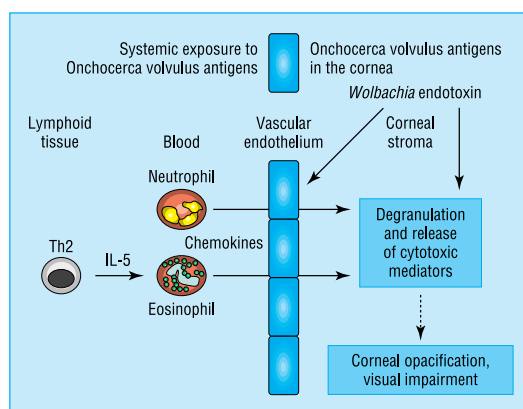 Systemic exposure to
Onchocerca volvulus antigens
Onchocerca volvulus antigens
in the cornea
Wolbachia endotoxin
Lymphoid
tissue
Blood
Vascular
endothelium
Corneal
stroma
Neutrophil
Th2
IL-5
Chemokines
Eosinophil
Degranulation
and release
of cytotoxic
mediators
Corneal opacification,
visual impairment